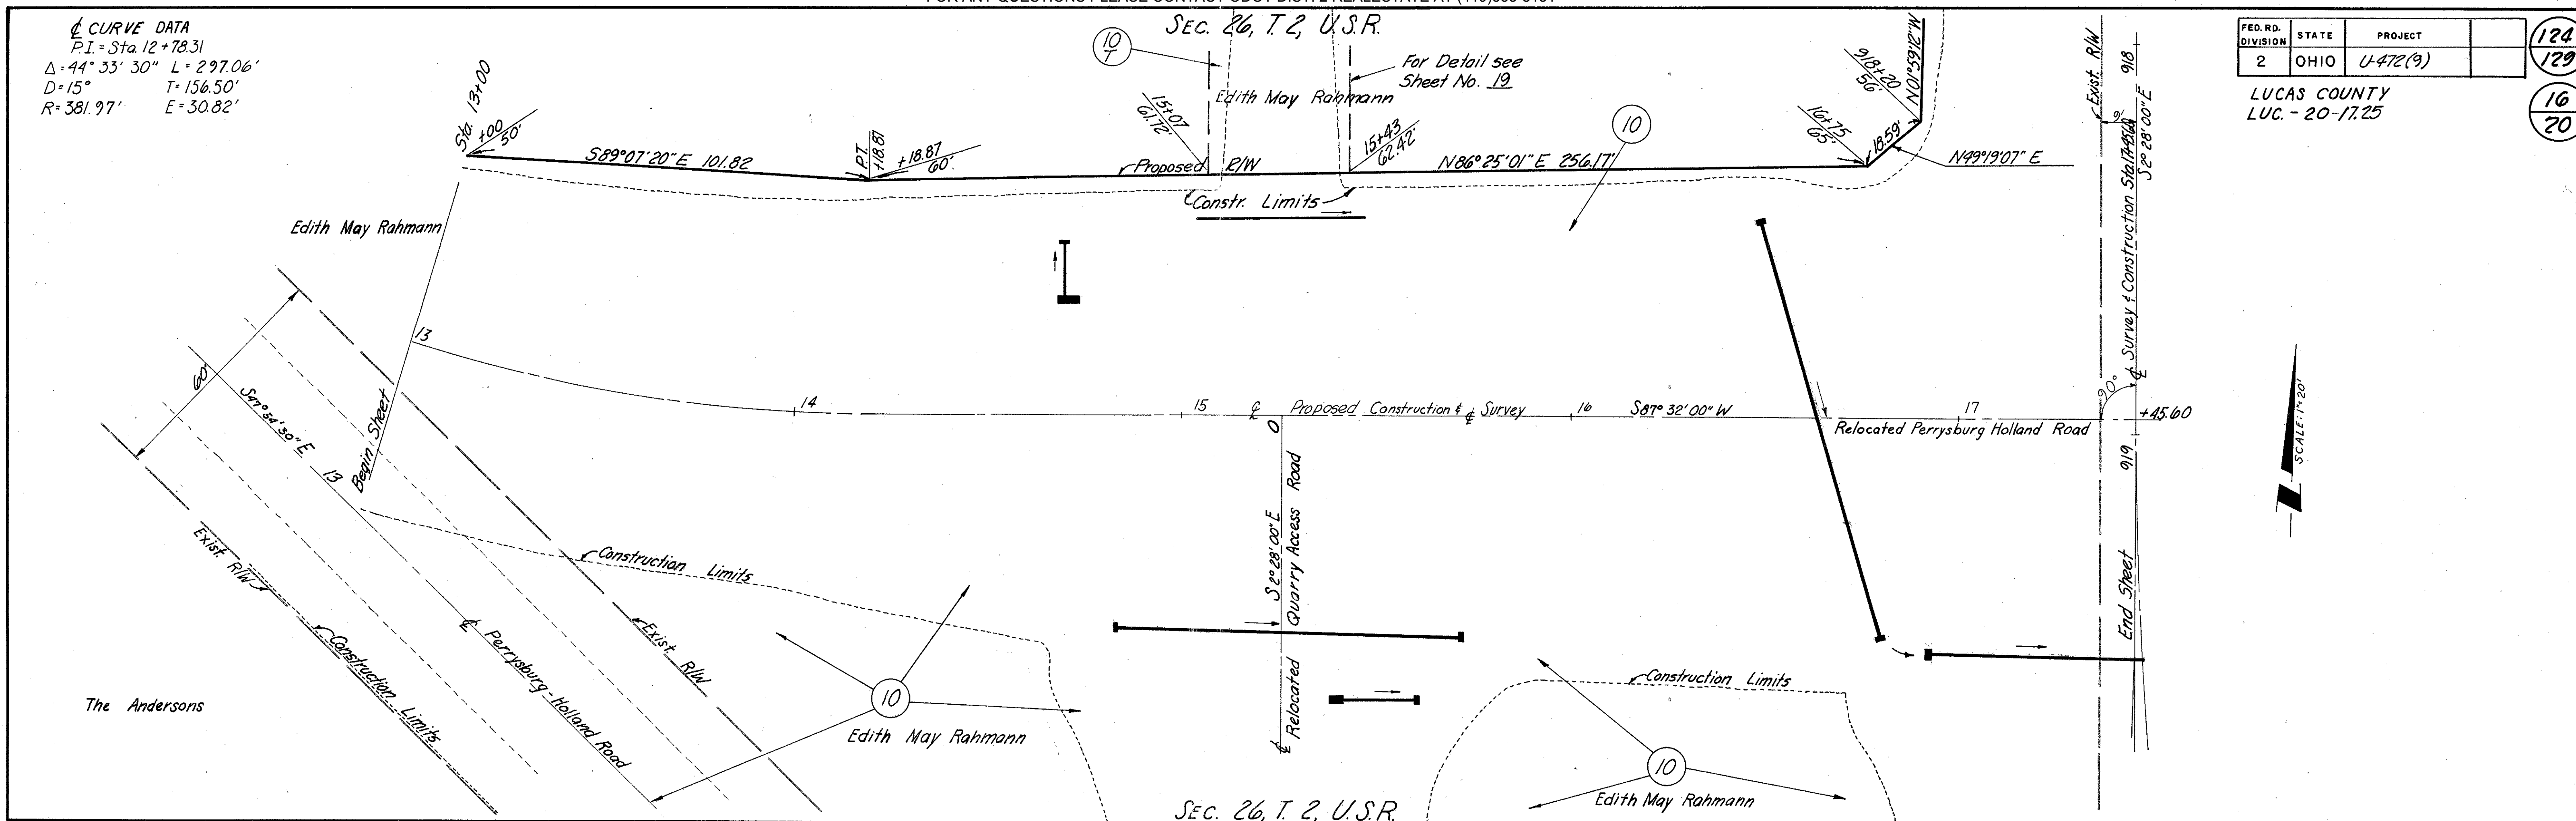 ℄ CURVE DATA
P.I. = Sta. 12+78.31
Δ = 44° 33' 30" L = 297.06'
D = 15° T = 156.50'
R = 381.97' E = 30.82'
SEC. 26, T. 2, U.S.R.
10
T
For Detail see
Sheet No. 19
Edith May Rahmann
FED. RD. DIVISION STATE PROJECT
2 OHIO U-472(9)
124
129
LUCAS COUNTY
LUC. - 20-17.25
16
20
Sta. 13+00
+00
50'
S89°07'20"E 101.82
P.T.
+18.87
+18.87
60'
Proposed R/W
15+07
61.72'
15+43
62.42'
N86°25'01"E 256.17'
10
16+75
65'
18.59'
918+20
56'
N01°59'12"W
N49°19'07"E
Constr. Limits
Exist. R/W
9'
918
S2°28'00"E
℄ Survey & Construction
Edith May Rahmann
13
14
15
℄ Proposed Construction & ℄ Survey
16
S87°32'00"W
17
90°
+45.60
Relocated Perrysburg Holland Road
919
End Sheet
SCALE: 1"=20'
60'
S47°54'30"E
13
Begin Sheet
0
S2°28'00"E
℄ Relocated Quarry Access Road
Exist. R/W
Construction Limits
Construction Limits
℄ Perrysburg-Holland Road
Exist. R/W
The Andersons
10
Edith May Rahmann
Construction Limits
10
Edith May Rahmann
SEC. 26, T. 2, U.S.R.